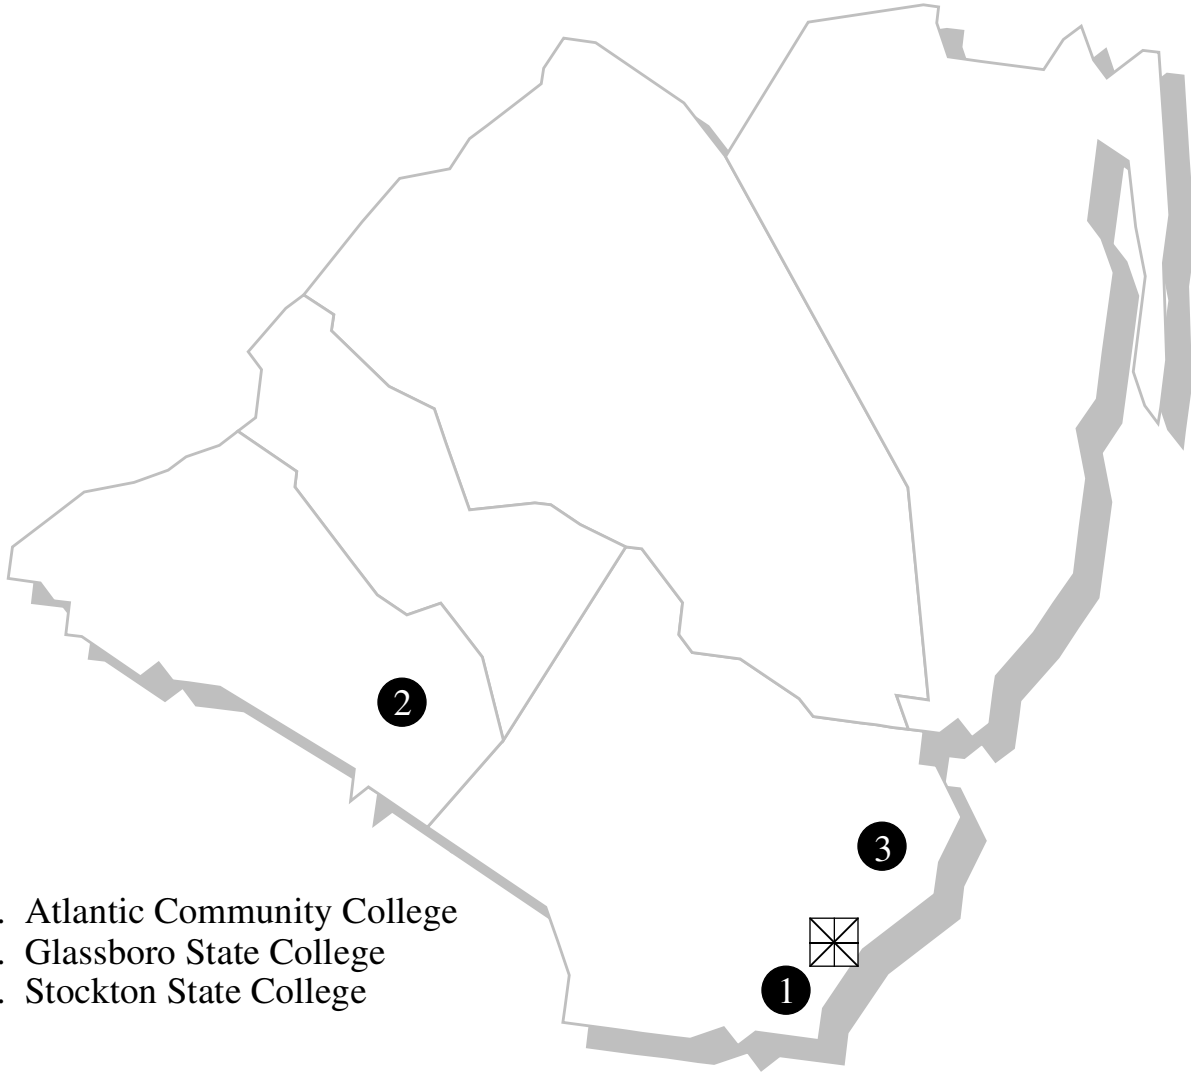 2
3
1
. Atlantic Community College
. Glassboro State College
. Stockton State College